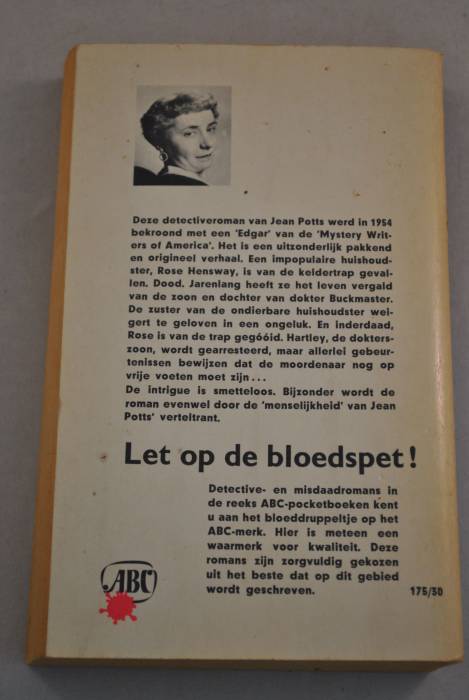 Deze detectiveroman van Jean Potts werd in 1954
bekroond met een 'Edgar' van de 'Mystery Writ-
ers of America'. Het is een uitzonderlijk pakkend
en origineel verhaal. Een impopulaire huishoud-
ster, Rose Hensway, is van de keldertrap geval-
len. Dood. Jarenlang heeft ze het leven vergald
van de zoon en dochter van dokter Buckmaster.
De zuster van de ondierbare huishoudster wei-
gert te geloven in een ongeluk. En inderdaad,
Rose is van de trap gegóóid. Hartley, de dokters-
zoon, wordt gearresteerd, maar allerlei gebeur-
tenissen bewijzen dat de moordenaar nog op
vrije voeten moet zijn...
De intrigue is smetteloos. Bijzonder wordt de
roman evenwel door de 'menselijkheid' van Jean
Potts' verteltrant.
Let op de bloedspet!
Detective- en misdaadromans in
de reeks ABC-pocketboeken kent
u aan het bloeddruppeltje op het
ABC-merk. Hier is meteen een
waarmerk voor kwaliteit. Deze
romans zijn zorgvuldig gekozen
uit het beste dat op dit gebied
wordt geschreven.
175/50
ABC